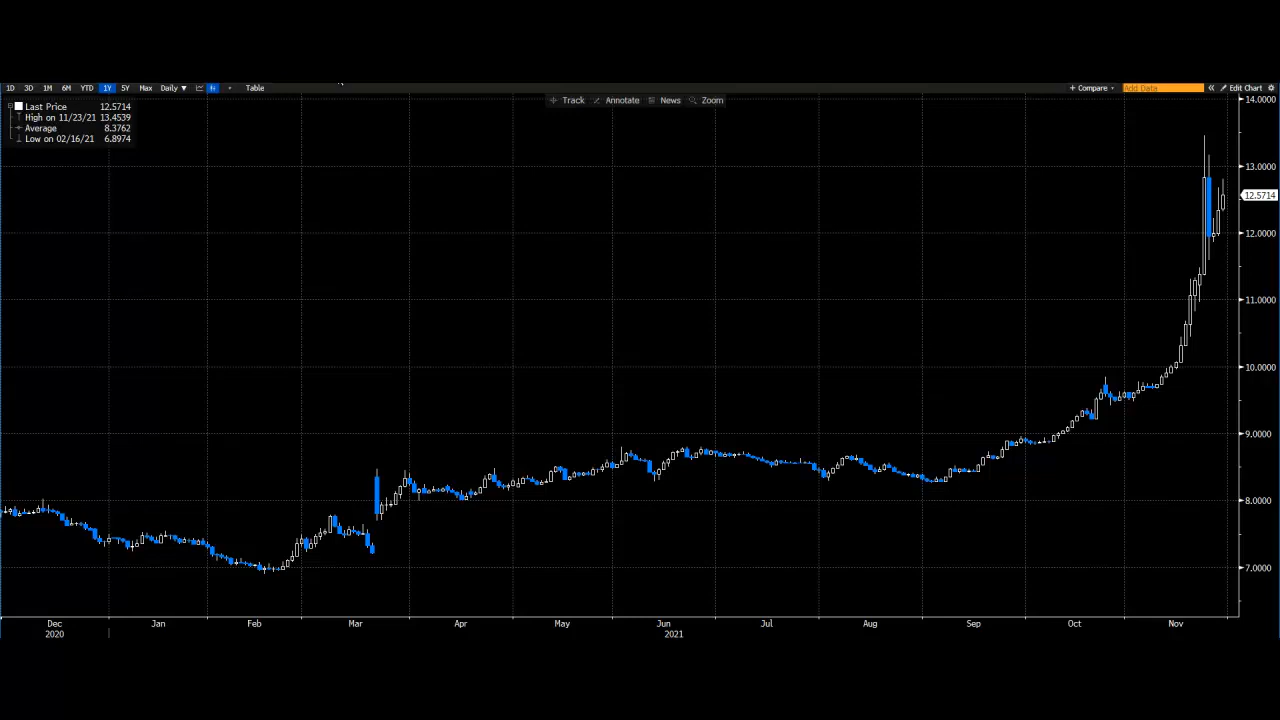 1D 3D 1M 6M YTD 1Y 5Y Max Daily ▼ Table + Compare Add Data « Edit Chart
Track Annotate News Zoom
Last Price 12.5714
High on 11/23/21 13.4539
Average 8.3762
Low on 02/16/21 6.8974
14.0000
13.0000
12.5714
12.0000
11.0000
10.0000
9.0000
8.0000
7.0000
Dec Jan Feb Mar Apr May Jun Jul Aug Sep Oct Nov
2020 2021